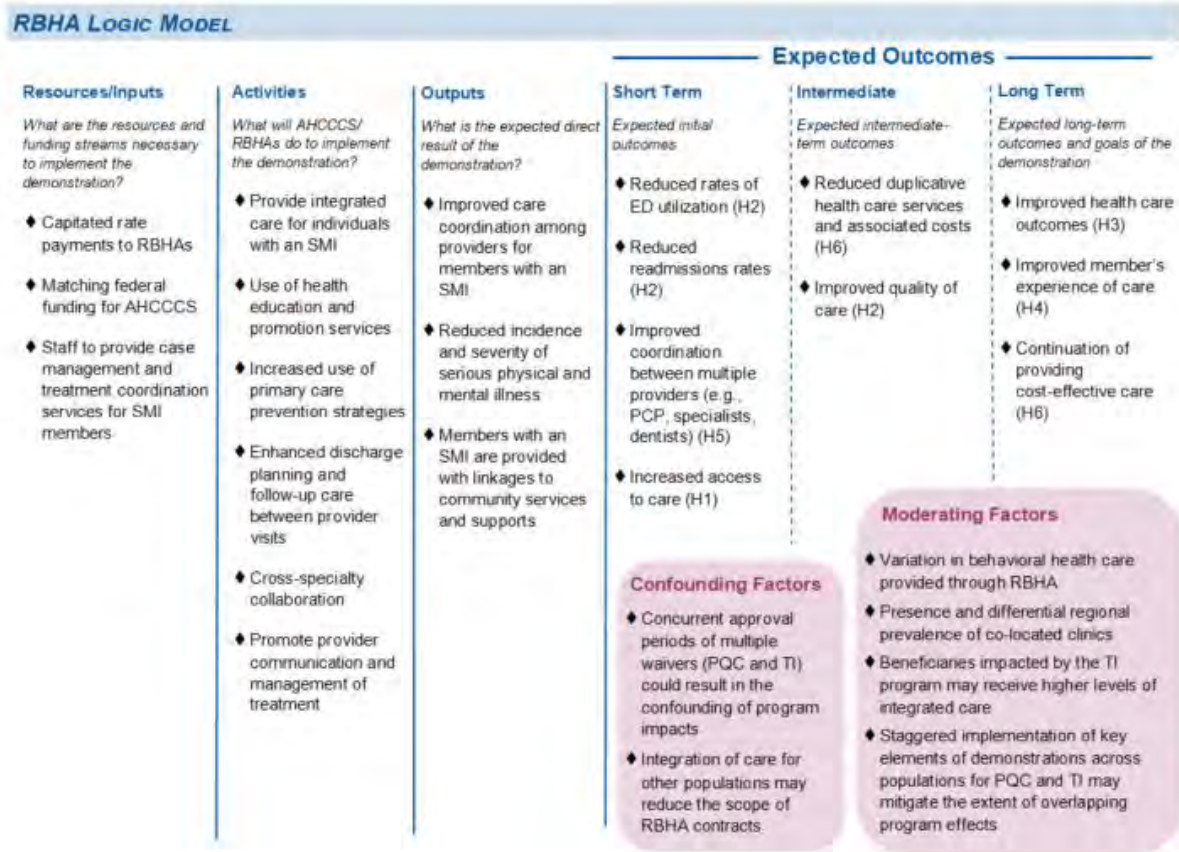 RBHA LOGIC MODEL
Expected Outcomes
Resources/Inputs
What are the resources and
funding streams necessary
to implement the
demonstration?
♦ Capitated rate
payments to RBHAs
♦ Matching federal
funding for AHCCCS
♦ Staff to provide case
management and
treatment coordination
services for SMI
members
Activities
What will AHCCCS/
RBHAs do to implement
the demonstration?
♦ Provide integrated
care for individuals
with an SMI
♦ Use of health
education and
promotion services
♦ Increased use of
primary care
prevention strategies
♦ Enhanced discharge
planning and
follow-up care
between provider
visits
♦ Cross-specialty
collaboration
♦ Promote provider
communication and
management of
treatment
Outputs
What is the expected direct
result of the
demonstration?
♦ Improved care
coordination among
providers for
members with an
SMI
♦ Reduced incidence
and severity of
serious physical and
mental illness
♦ Members with an
SMI are provided
with linkages to
community services
and supports
Short Term
Expected initial
outcomes
♦ Reduced rates of
ED utilization (H2)
♦ Reduced
readmissions rates
(H2)
♦ Improved
coordination
between multiple
providers (e.g.,
PCP, specialists,
dentists) (H5)
♦ Increased access
to care (H1)
Intermediate
Expected intermediate-
term outcomes
♦ Reduced duplicative
health care services
and associated costs
(H6)
♦ Improved quality of
care (H2)
Long Term
Expected long-term
outcomes and goals of the
demonstration
♦ Improved health care
outcomes (H3)
♦ Improved member's
experience of care
(H4)
♦ Continuation of
providing
cost-effective care
(H6)
Confounding Factors
♦ Concurrent approval
periods of multiple
waivers (PQC and TI)
could result in the
confounding of program
impacts
♦ Integration of care for
other populations may
reduce the scope of
RBHA contracts
Moderating Factors
♦ Variation in behavioral health care
provided through RBHA
♦ Presence and differential regional
prevalence of co-located clinics
♦ Beneficiaries impacted by the TI
program may receive higher levels of
integrated care
♦ Staggered implementation of key
elements of demonstrations across
populations for PQC and TI may
mitigate the extent of overlapping
program effects